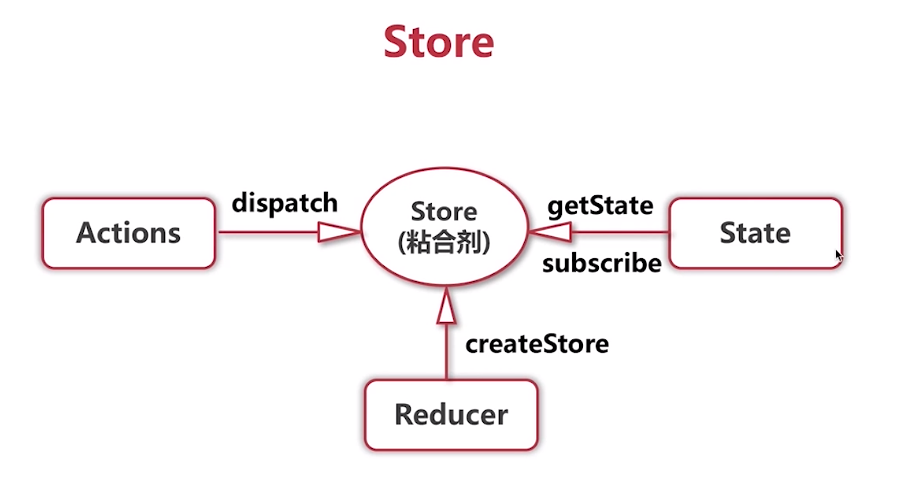 Store
dispatch
Actions
Store
(粘合剂)
getState
subscribe
State
createStore
Reducer